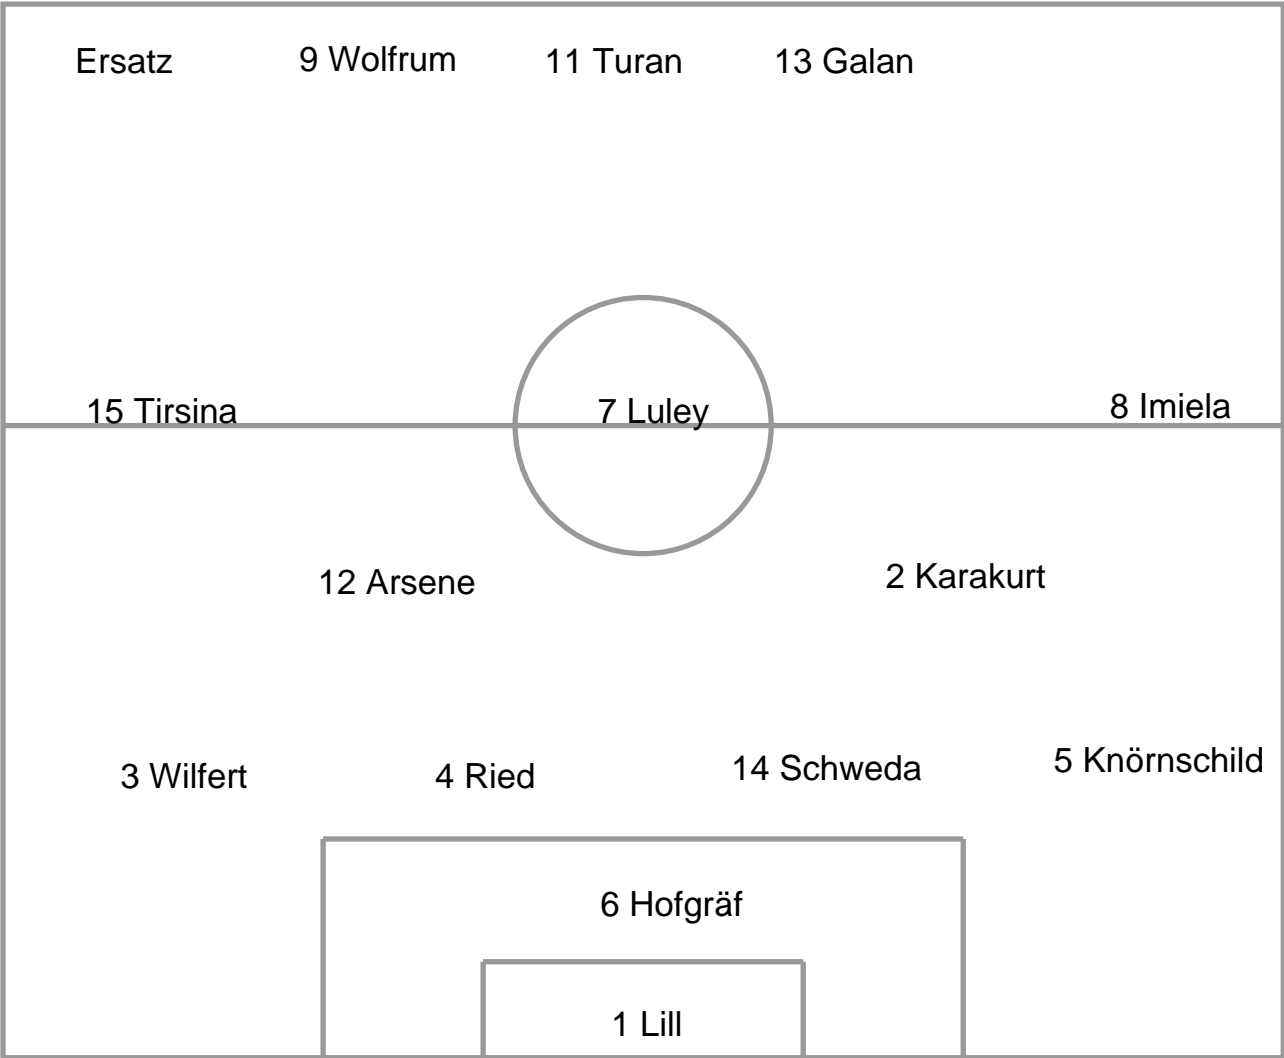 Ersatz 9 Wolfrum 11 Turan 13 Galan
15 Tirsina 7 Luley 8 Imiela
12 Arsene 2 Karakurt
3 Wilfert 4 Ried 14 Schweda 5 Knörnschild
6 Hofgräf
1 Lill